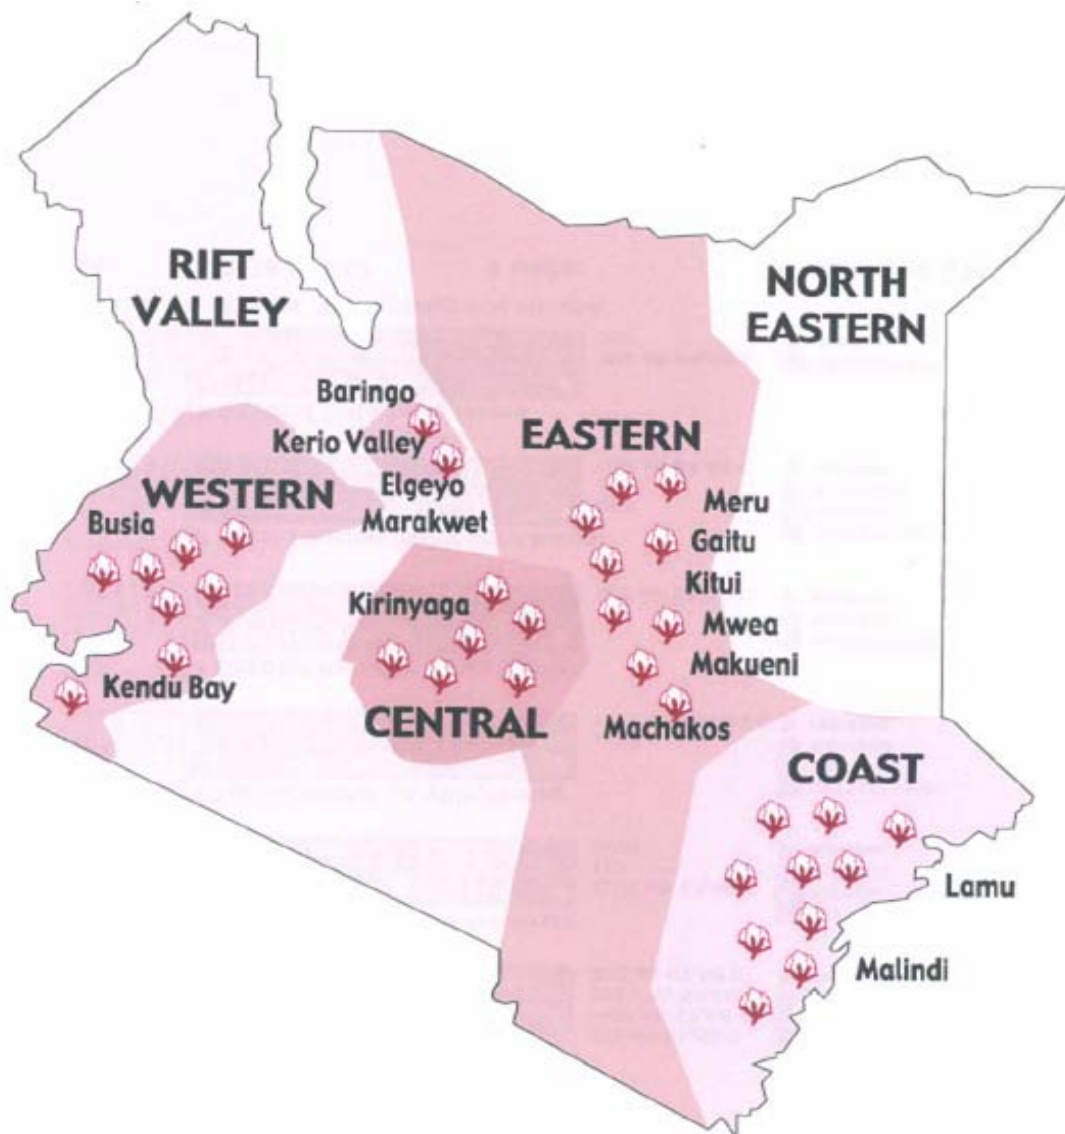 RIFT
VALLEY
NORTH
EASTERN
Baringo
Kerio Valley
Elgeyo
Marakwet
EASTERN
WESTERN
Busia
Meru
Gaitu
Kitui
Mwea
Makueni
Machakos
Kirinyaga
Kendu Bay
CENTRAL
COAST
Lamu
Malindi